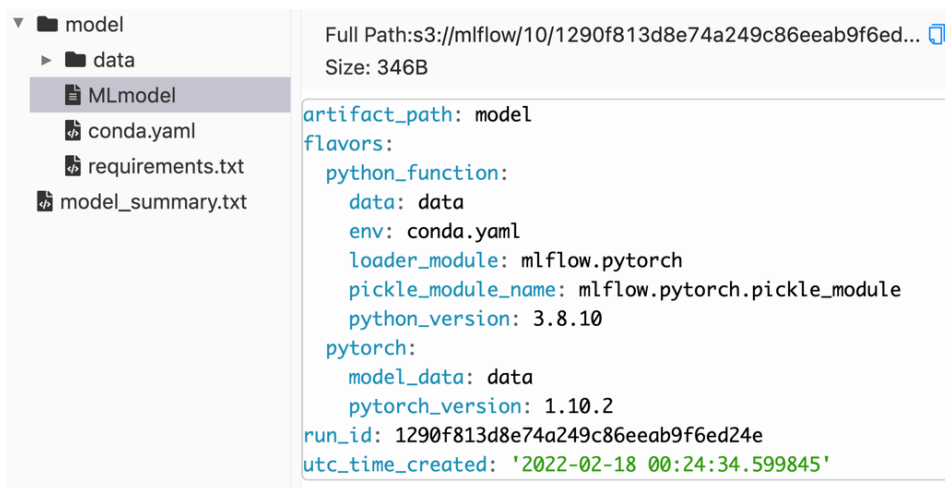 model
data
MLmodel
conda.yaml
requirements.txt
model_summary.txt
Full Path:s3://mlflow/10/1290f813d8e74a249c86eeab9f6ed...
Size: 346B
artifact_path: model
flavors:
  python_function:
    data: data
    env: conda.yaml
    loader_module: mlflow.pytorch
    pickle_module_name: mlflow.pytorch.pickle_module
    python_version: 3.8.10
  pytorch:
    model_data: data
    pytorch_version: 1.10.2
run_id: 1290f813d8e74a249c86eeab9f6ed24e
utc_time_created: '2022-02-18 00:24:34.599845'